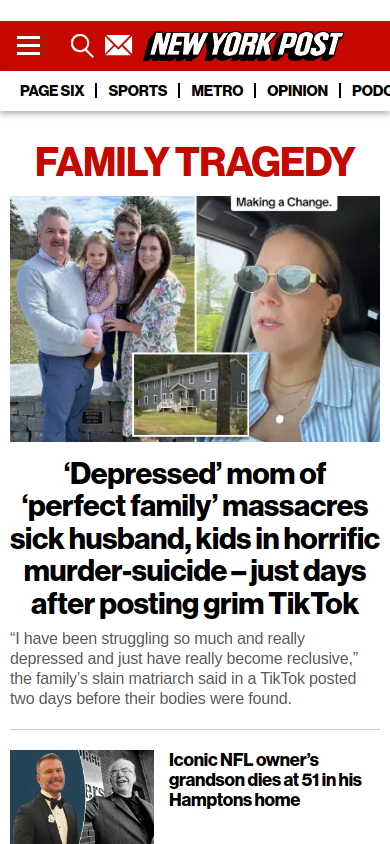 NEW YORK POST
PAGE SIX | SPORTS | METRO | OPINION | PODC
FAMILY TRAGEDY
Making a Change.
‘Depressed’ mom of
‘perfect family’ massacres
sick husband, kids in horrific
murder-suicide – just days
after posting grim TikTok
“I have been struggling so much and really
depressed and just have really become reclusive,”
the family’s slain matriarch said in a TikTok posted
two days before their bodies were found.
Iconic NFL owner’s
grandson dies at 51 in his
Hamptons home